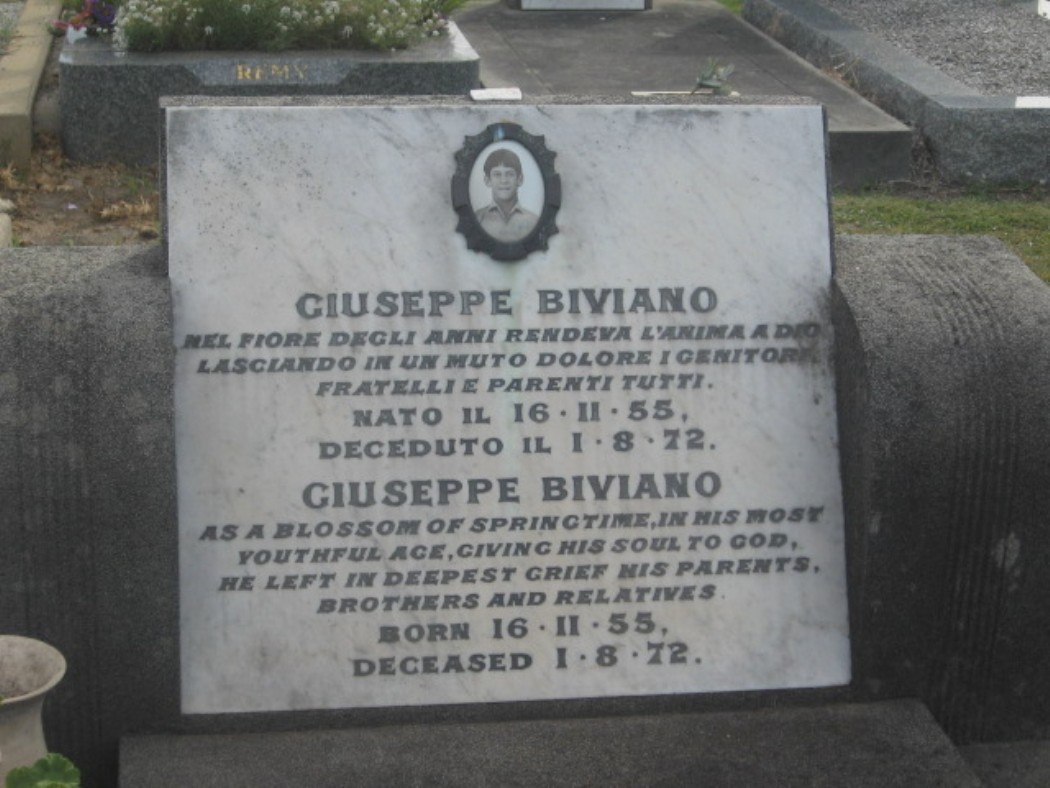 REMY
GIUSEPPE BIVIANO
NEL FIORE DEGLI ANNI RENDEVA L'ANIMA A DIO
LASCIANDO IN UN MUTO DOLORE I GENITORI,
FRATELLI E PARENTI TUTTI.
NATO IL 16·11·55,
DECEDUTO IL 1·8·72.
GIUSEPPE BIVIANO
AS A BLOSSOM OF SPRINGTIME, IN HIS MOST
YOUTHFUL AGE, GIVING HIS SOUL TO GOD,
HE LEFT IN DEEPEST GRIEF HIS PARENTS,
BROTHERS AND RELATIVES.
BORN 16·11·55,
DECEASED 1·8·72.